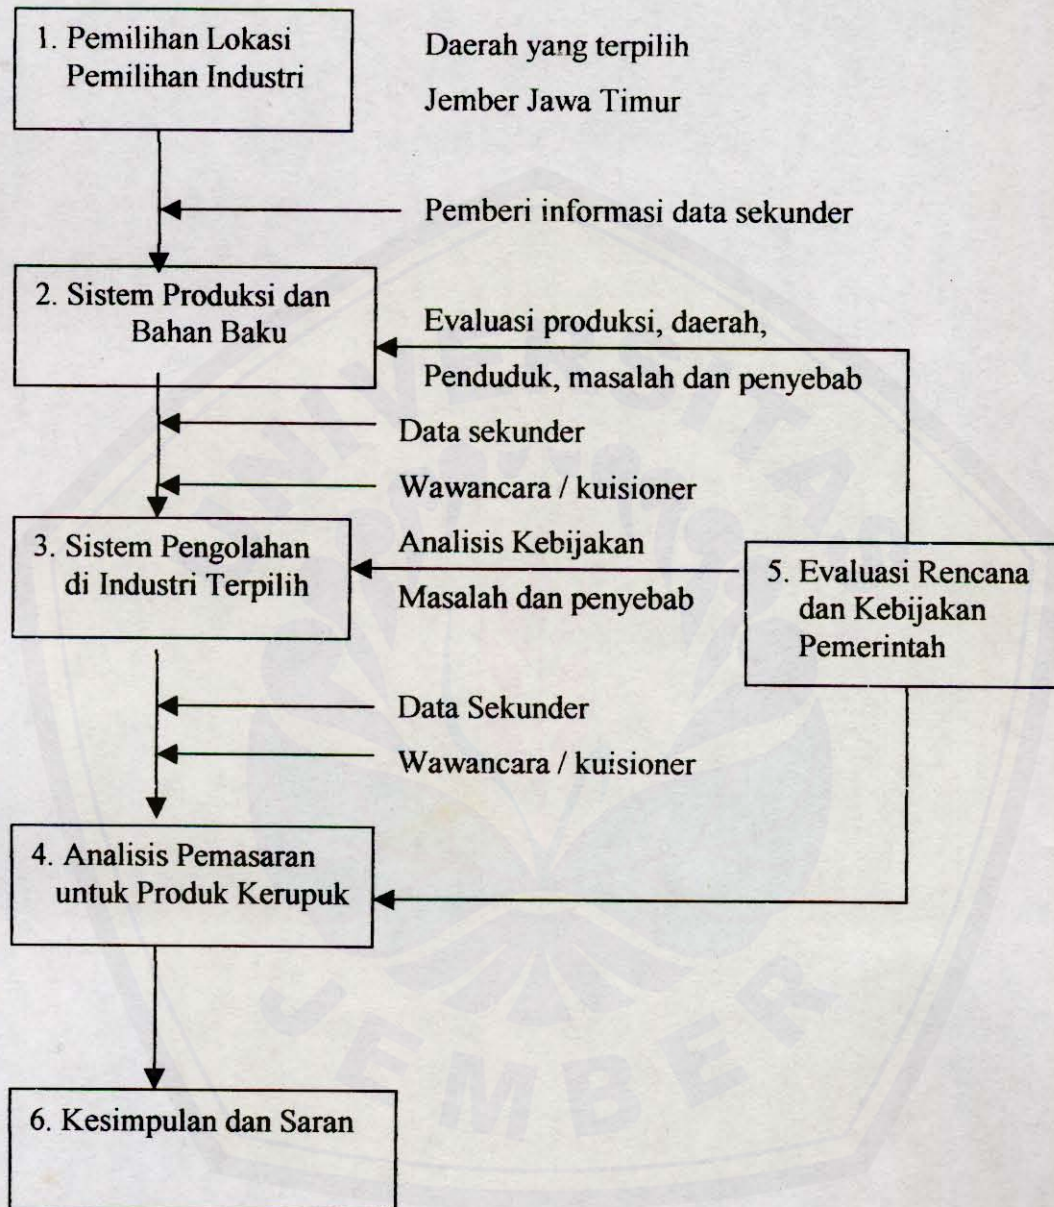 1. Pemilihan Lokasi
Pemilihan Industri
Daerah yang terpilih
Jember Jawa Timur
Pemberi informasi data sekunder
2. Sistem Produksi dan
Bahan Baku
Evaluasi produksi, daerah,
Penduduk, masalah dan penyebab
Data sekunder
Wawancara / kuisioner
3. Sistem Pengolahan
di Industri Terpilih
Analisis Kebijakan
Masalah dan penyebab
5. Evaluasi Rencana
dan Kebijakan
Pemerintah
Data Sekunder
Wawancara / kuisioner
4. Analisis Pemasaran
untuk Produk Kerupuk
6. Kesimpulan dan Saran
UNIVERSITAS
JEMBER